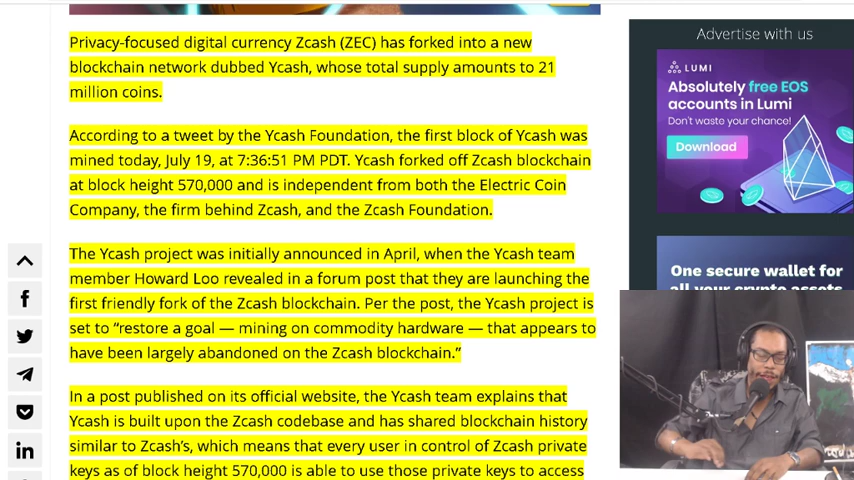 Privacy-focused digital currency Zcash (ZEC) has forked into a new
blockchain network dubbed Ycash, whose total supply amounts to 21
million coins.
According to a tweet by the Ycash Foundation, the first block of Ycash was
mined today, July 19, at 7:36:51 PM PDT. Ycash forked off Zcash blockchain
at block height 570,000 and is independent from both the Electric Coin
Company, the firm behind Zcash, and the Zcash Foundation.
The Ycash project was initially announced in April, when the Ycash team
member Howard Loo revealed in a forum post that they are launching the
first friendly fork of the Zcash blockchain. Per the post, the Ycash project is
set to “restore a goal — mining on commodity hardware — that appears to
have been largely abandoned on the Zcash blockchain.”
In a post published on its official website, the Ycash team explains that
Ycash is built upon the Zcash codebase and has shared blockchain history
similar to Zcash’s, which means that every user in control of Zcash private
keys as of block height 570,000 is able to use those private keys to access
Advertise with us
LUMI
Absolutely free EOS
accounts in Lumi
Don't waste your chance!
Download
One secure wallet for
all your crypto assets